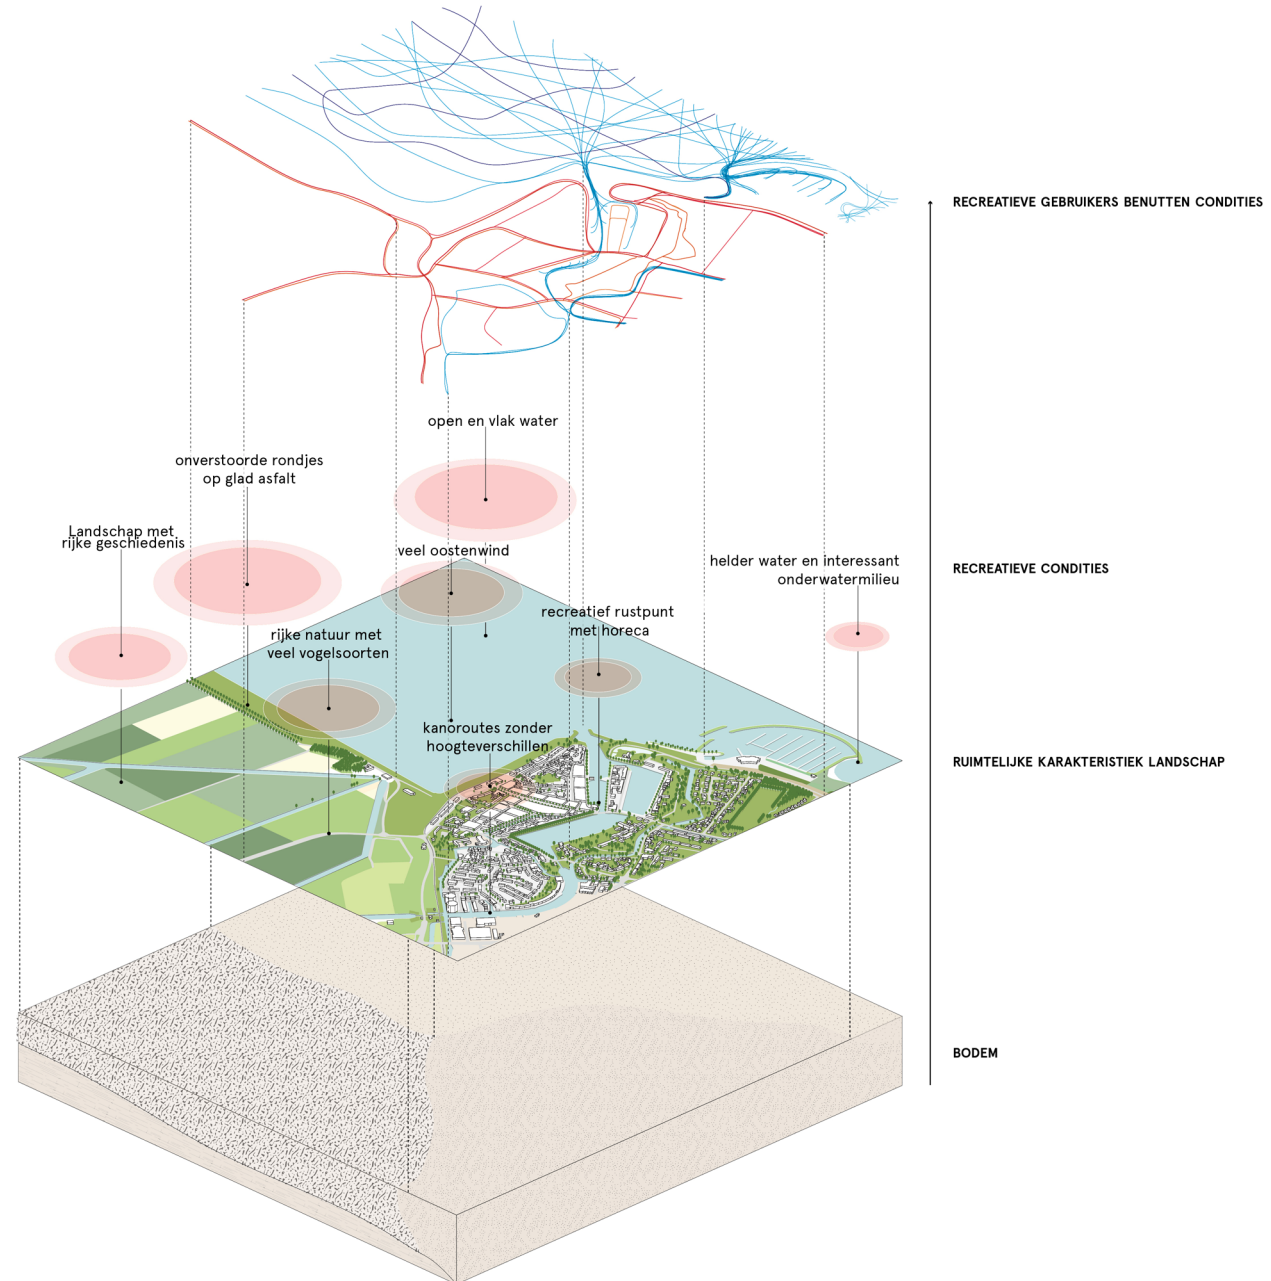 RECREATIEVE GEBRUIKERS BENUTTEN CONDITIES
open en vlak water
onverstoorde rondjes
op glad asfalt
Landschap met
rijke geschiedenis
veel oostenwind
helder water en interessant
onderwatermilieu
RECREATIEVE CONDITIES
recreatief rustpunt
met horeca
rijke natuur met
veel vogelsoorten
kanoroutes zonder
hoogteverschillen
RUIMTELIJKE KARAKTERISTIEK LANDSCHAP
BODEM